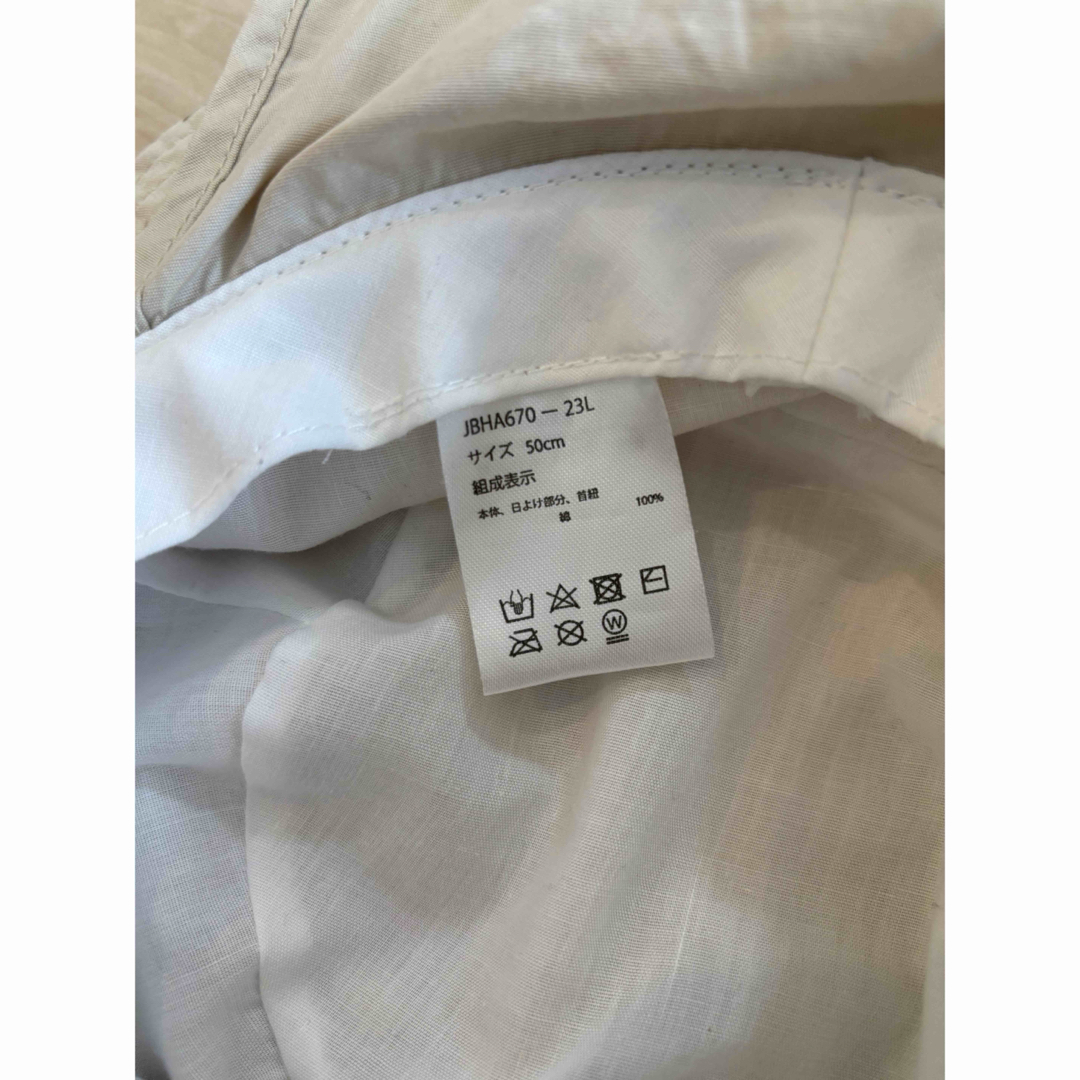 JBHA670 — 23L
サイズ 50cm
組成表示
本体、日よけ部分、首紐
綿 100%
W